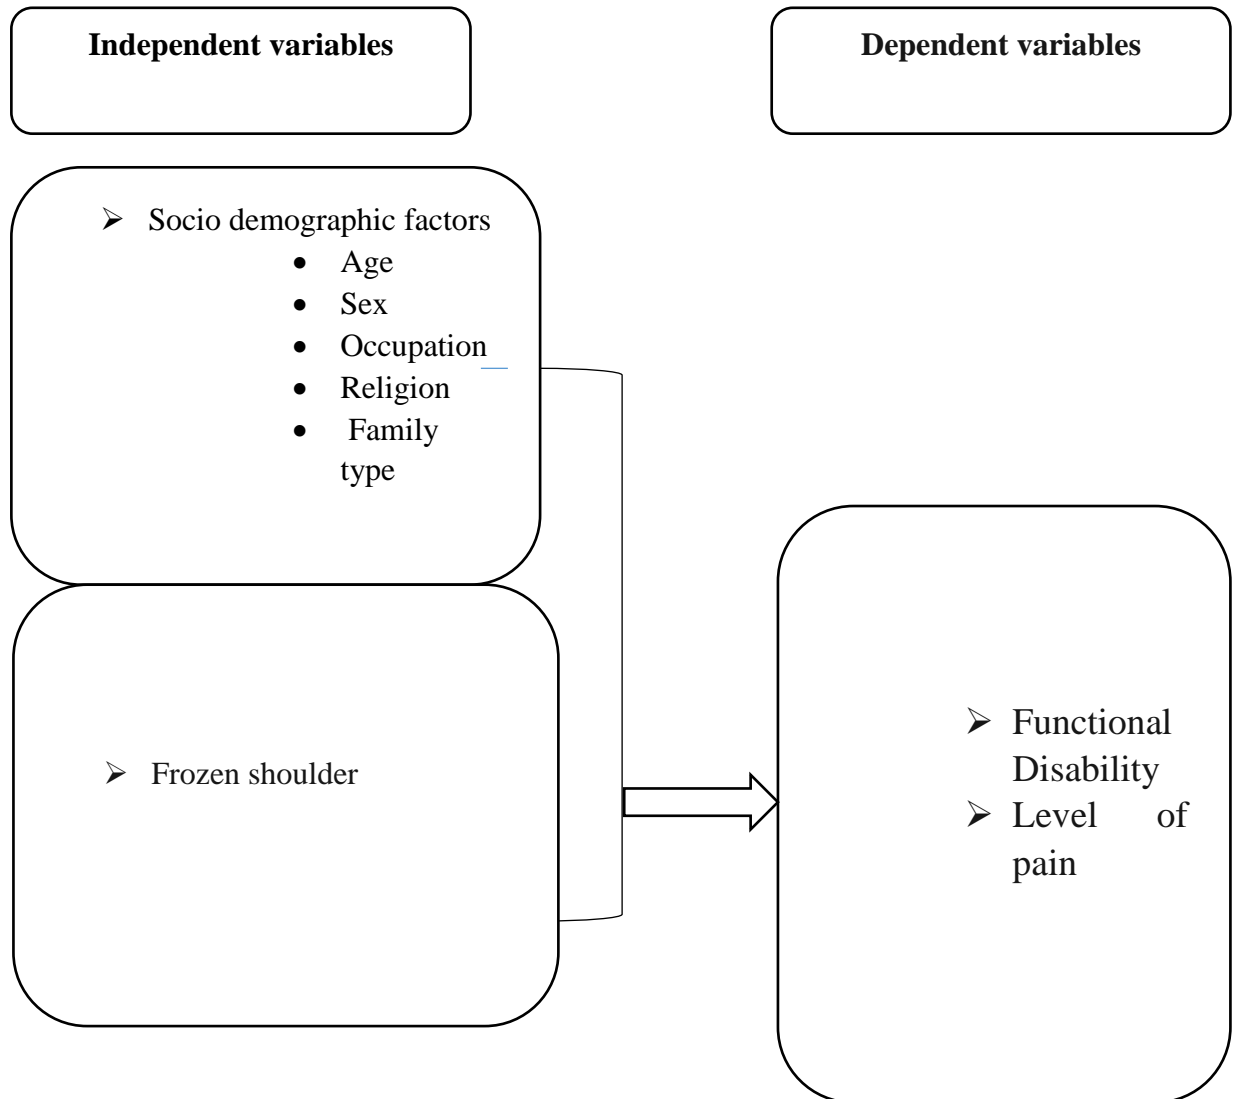 Independent variables
Dependent variables
➢ Socio demographic factors
• Age
• Sex
• Occupation
• Religion
• Family
type
➢ Frozen shoulder
➢ Functional
Disability
➢ Level of
pain